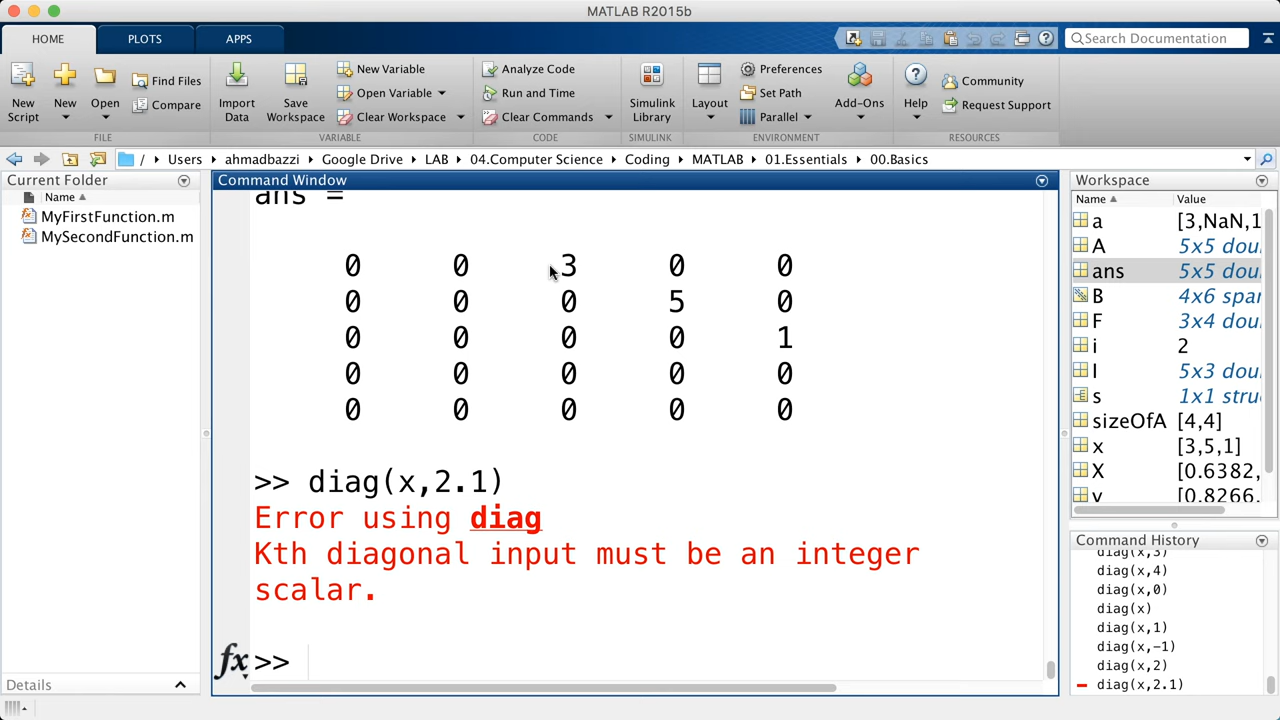 MATLAB R2015b
HOME PLOTS APPS
Search Documentation
New Script
New
Open
Find Files
Compare
Import Data
Save Workspace
New Variable
Open Variable
Clear Workspace
Analyze Code
Run and Time
Clear Commands
Simulink Library
Layout
Preferences
Set Path
Parallel
Add-Ons
Help
Community
Request Support
FILE VARIABLE CODE SIMULINK ENVIRONMENT RESOURCES
/ Users ahmadbazzi Google Drive LAB 04.Computer Science Coding MATLAB 01.Essentials 00.Basics
Current Folder
Name
MyFirstFunction.m
MySecondFunction.m
Details
Command Window
ans =
0 0 3 0 0
0 0 0 5 0
0 0 0 0 1
0 0 0 0 0
0 0 0 0 0
>> diag(x,2.1)
Error using diag
Kth diagonal input must be an integer
scalar.
fx >>
Workspace
Name Value
a [3,NaN,1
A 5x5 dou
ans 5x5 dou
B 4x6 spar
F 3x4 dou
i 2
I 5x3 dou
s 1x1 stru
sizeOfA [4,4]
x [3,5,1]
X [0.6382,
y [0.8266,
Command History
diag(x,3)
diag(x,4)
diag(x,0)
diag(x)
diag(x,1)
diag(x,-1)
diag(x,2)
diag(x,2.1)